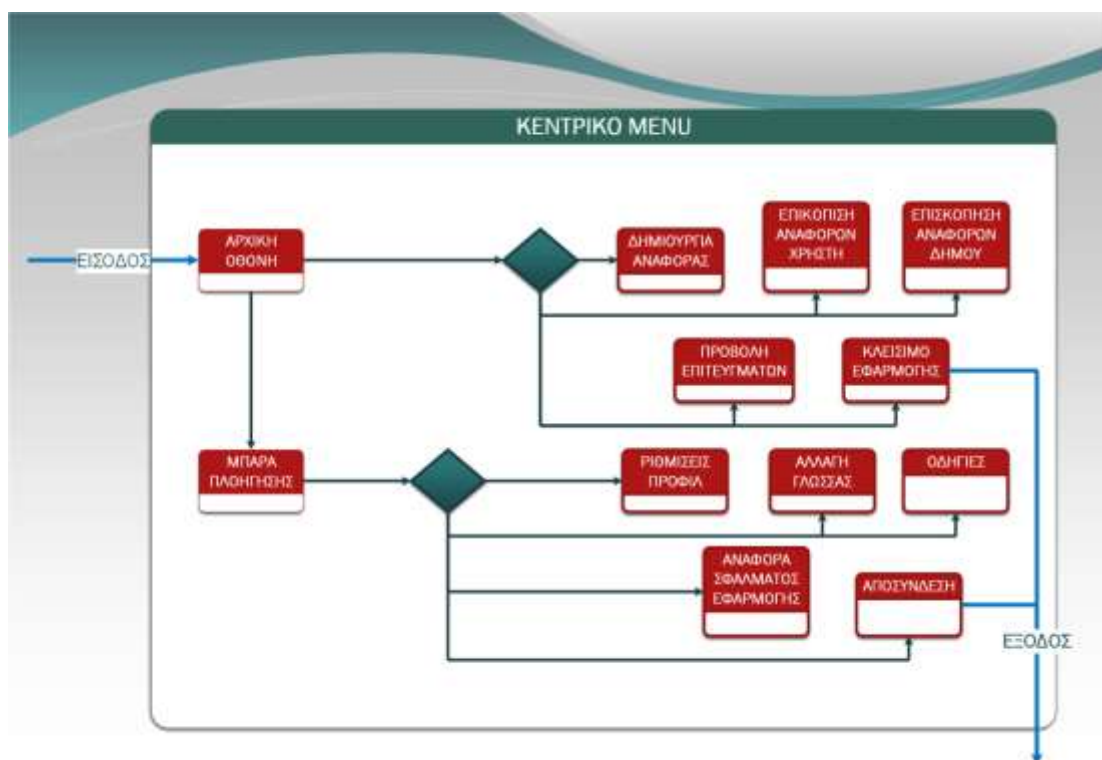 ΚΕΝΤΡΙΚΟ MENU
ΕΙΣΟΔΟΣ
ΑΡΧΙΚΗ
ΟΘΟΝΗ
ΔΗΜΙΟΥΡΓΙΑ
ΑΝΑΦΟΡΑΣ
ΕΠΙΚΟΠΙΣΗ
ΑΝΑΦΟΡΩΝ
ΧΡΗΣΤΗ
ΕΠΙΣΚΟΠΗΣΗ
ΑΝΑΦΟΡΩΝ
ΔΗΜΟΥ
ΠΡΟΒΟΛΗ
ΕΠΙΤΕΥΓΜΑΤΩΝ
ΚΛΕΙΣΙΜΟ
ΕΦΑΡΜΟΓΗΣ
ΜΠΑΡΑ
ΠΛΟΗΓΗΣΗΣ
ΡΙΘΜΙΣΕΙΣ
ΠΡΟΦΙΛ
ΑΛΛΑΓΗ
ΓΛΩΣΣΑΣ
ΟΔΗΓΙΕΣ
ΑΝΑΦΟΡΑ
ΣΦΑΛΜΑΤΟΣ
ΕΦΑΡΜΟΓΗΣ
ΑΠΟΣΥΝΔΕΣΗ
ΕΞΟΔΟΣ